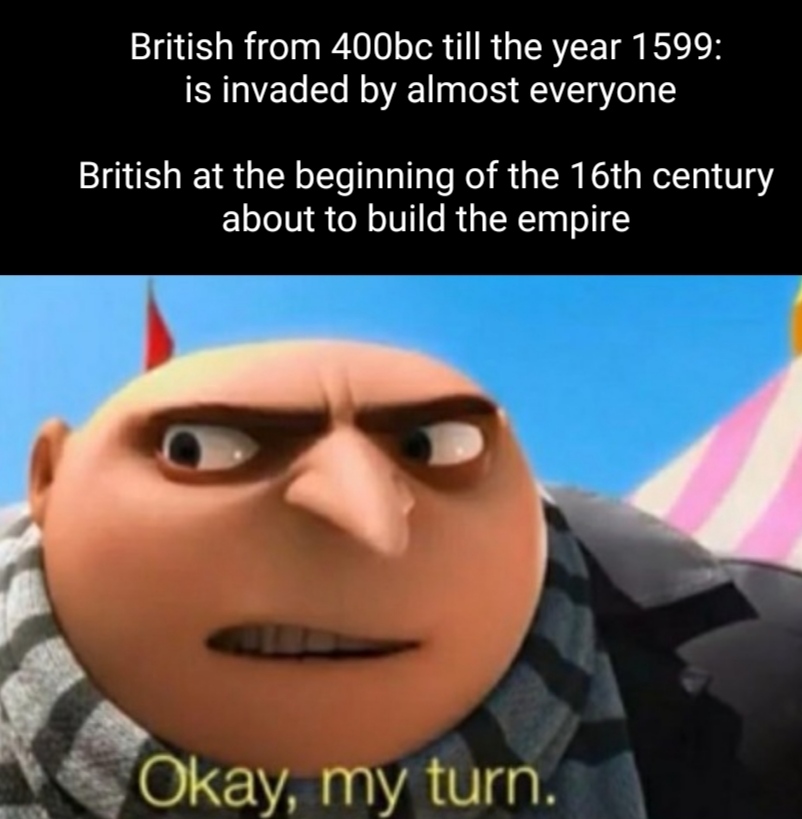 British from 400bc till the year 1599:
is invaded by almost everyone
British at the beginning of the 16th century
about to build the empire
Okay, my turn.